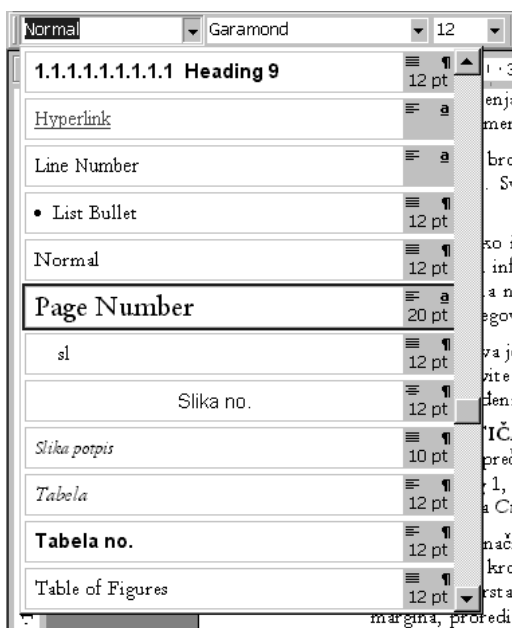 Normal Garamond 12
1.1.1.1.1.1.1.1.1 Heading 9 ¶
12 pt
Hyperlink a
Line Number a
• List Bullet ¶
12 pt
Normal ¶
12 pt
Page Number a
20 pt
sl ¶
12 pt
Slika no. ¶
12 pt
Slika potpis ¶
10 pt
Tabela ¶
12 pt
Tabela no. ¶
12 pt
Table of Figures ¶
12 pt
margina,